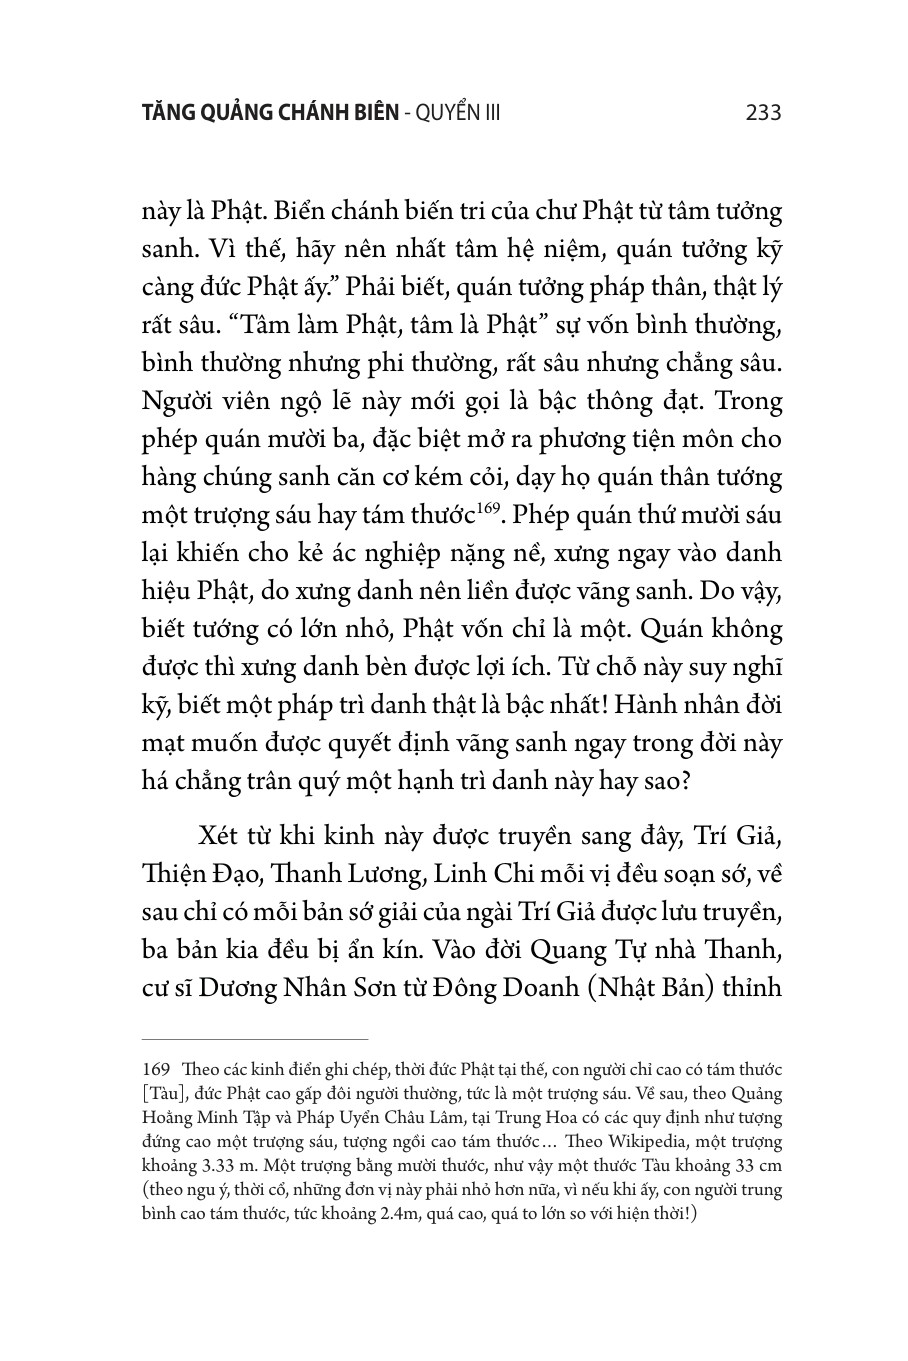 TĂNG QUẢNG CHÁNH BIÊN - QUYỂN III 233
này là Phật. Biển chánh biến tri của chư Phật từ tâm tưởng
sanh. Vì thế, hãy nên nhất tâm hệ niệm, quán tưởng kỹ
càng đức Phật ấy.” Phải biết, quán tưởng pháp thân, thật lý
rất sâu. “Tâm làm Phật, tâm là Phật” sự vốn bình thường,
bình thường nhưng phi thường, rất sâu nhưng chẳng sâu.
Người viên ngộ lẽ này mới gọi là bậc thông đạt. Trong
phép quán mười ba, đặc biệt mở ra phương tiện môn cho
hàng chúng sanh căn cơ kém cỏi, dạy họ quán thân tướng
một trượng sáu hay tám thước169. Phép quán thứ mười sáu
lại khiến cho kẻ ác nghiệp nặng nề, xưng ngay vào danh
hiệu Phật, do xưng danh nên liền được vãng sanh. Do vậy,
biết tướng có lớn nhỏ, Phật vốn chỉ là một. Quán không
được thì xưng danh bèn được lợi ích. Từ chỗ này suy nghĩ
kỹ, biết một pháp trì danh thật là bậc nhất! Hành nhân đời
mạt muốn được quyết định vãng sanh ngay trong đời này
há chẳng trân quý một hạnh trì danh này hay sao?
Xét từ khi kinh này được truyền sang đây, Trí Giả,
Thiện Đạo, Thanh Lương, Linh Chi mỗi vị đều soạn sớ, về
sau chỉ có mỗi bản sớ giải của ngài Trí Giả được lưu truyền,
ba bản kia đều bị ẩn kín. Vào đời Quang Tự nhà Thanh,
cư sĩ Dương Nhân Sơn từ Đông Doanh (Nhật Bản) thỉnh
169 Theo các kinh điển ghi chép, thời đức Phật tại thế, con người chỉ cao có tám thước
[Tàu], đức Phật cao gấp đôi người thường, tức là một trượng sáu. Về sau, theo Quảng
Hoằng Minh Tập và Pháp Uyển Châu Lâm, tại Trung Hoa có các quy định như tượng
đứng cao một trượng sáu, tượng ngồi cao tám thước… Theo Wikipedia, một trượng
khoảng 3.33 m. Một trượng bằng mười thước, như vậy một thước Tàu khoảng 33 cm
(theo ngu ý, thời cổ, những đơn vị này phải nhỏ hơn nữa, vì nếu khi ấy, con người trung
bình cao tám thước, tức khoảng 2.4m, quá cao, quá to lớn so với hiện thời!)